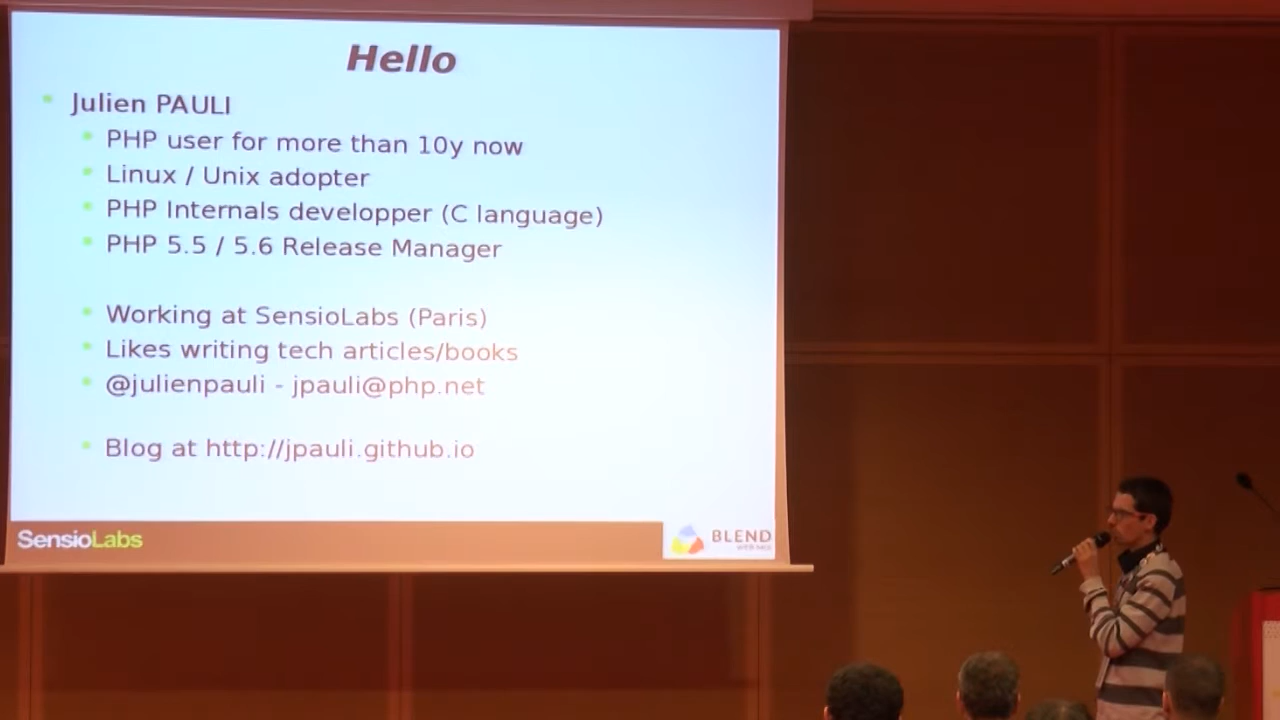 Hello
Julien PAULI
PHP user for more than 10y now
Linux / Unix adopter
PHP Internals developper (C language)
PHP 5.5 / 5.6 Release Manager
Working at SensioLabs (Paris)
Likes writing tech articles/books
@julienpauli - jpauli@php.net
Blog at http://jpauli.github.io
SensioLabs
BLEND